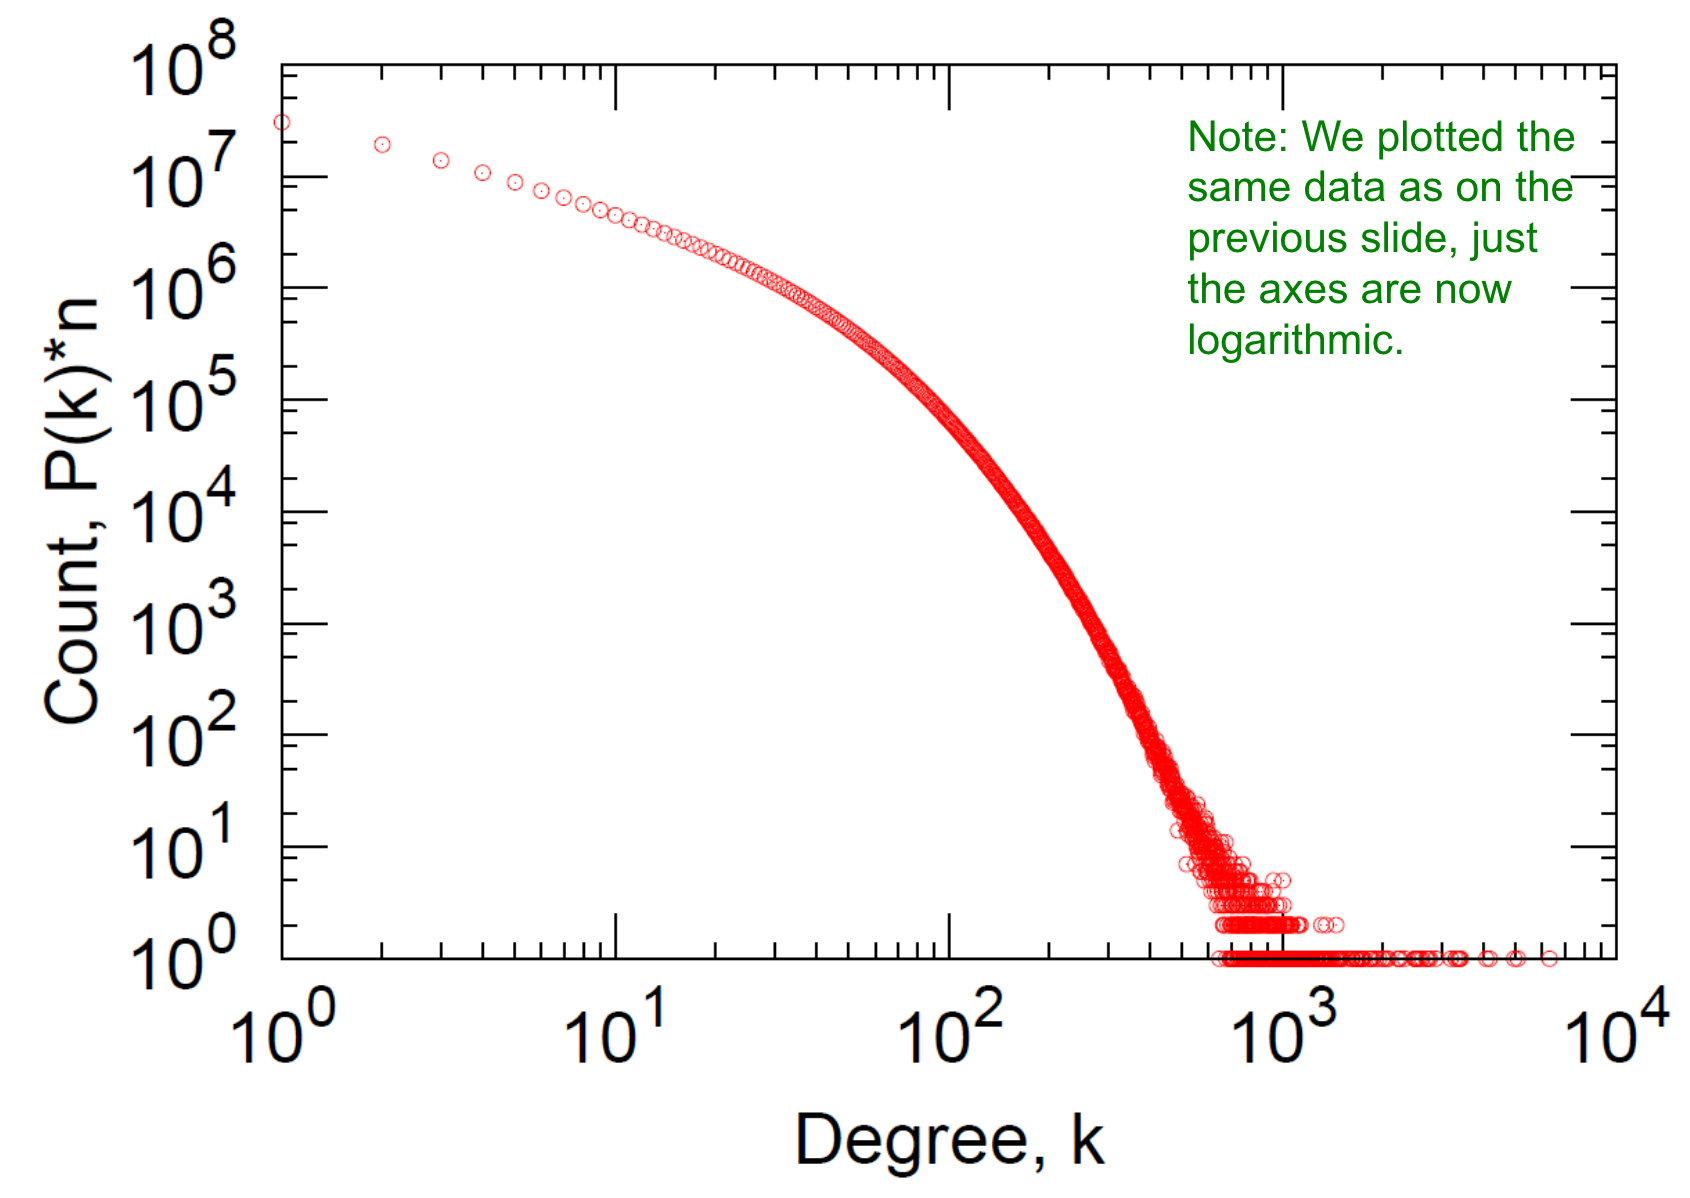 10^8
10^7
10^6
10^5
10^4
10^3
10^2
10^1
10^0
Count, P(k)*n
Note: We plotted the
same data as on the
previous slide, just
the axes are now
logarithmic.
10^0 10^1 10^2 10^3 10^4
Degree, k